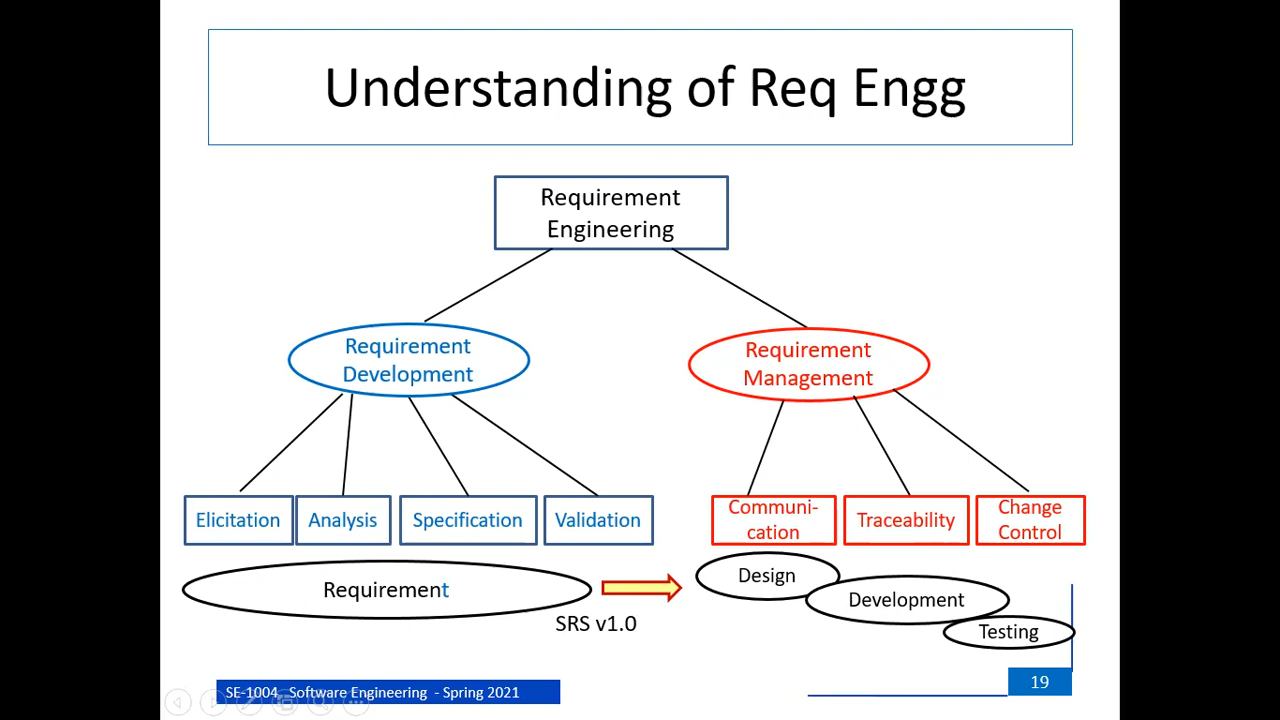 Understanding of Req Engg
Requirement
Engineering
Requirement
Development
Requirement
Management
Elicitation
Analysis
Specification
Validation
Communi-
cation
Traceability
Change
Control
Requirement
SRS v1.0
Design
Development
Testing
SE-1004 Software Engineering - Spring 2021
19